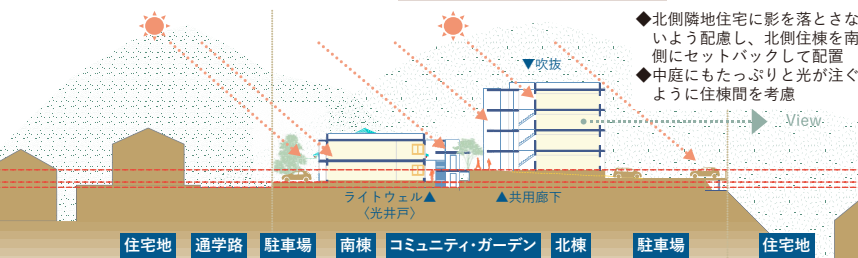 ◆北側隣地住宅に影を落とさな
いよう配慮し、北側住棟を南
側にセットバックして配置
◆中庭にもたっぷりと光が注ぐ
ように住棟間を考慮
▼吹抜
View
ライトウェル▲
〈光井戸〉
▲共用廊下
住宅地 通学路 駐車場 南棟 コミュニティ・ガーデン 北棟 駐車場 住宅地